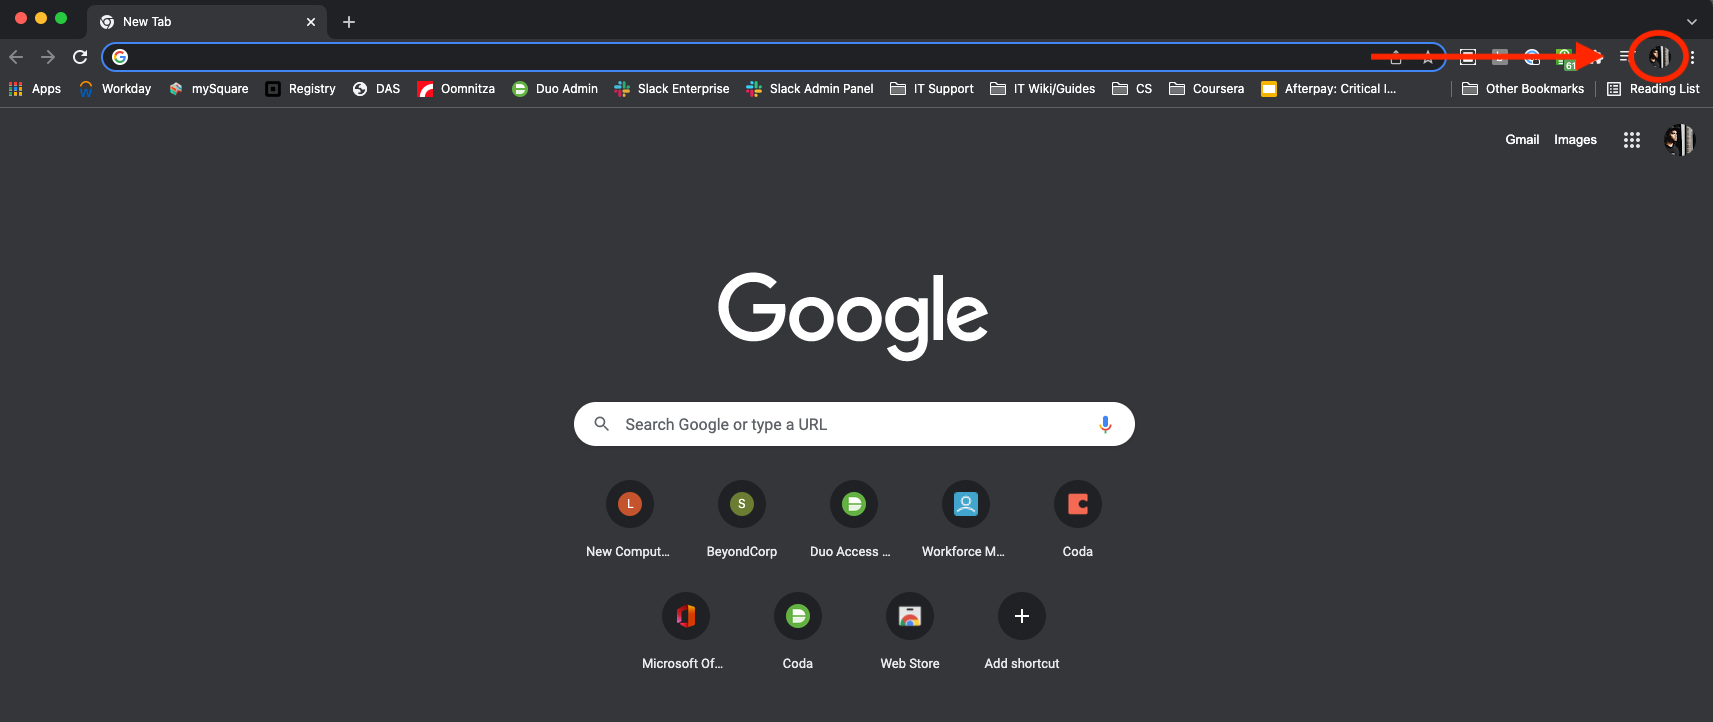 New Tab
61
Apps Workday mySquare Registry DAS Oomnitza Duo Admin Slack Enterprise Slack Admin Panel IT Support IT Wiki/Guides CS Coursera Afterpay: Critical I... Other Bookmarks Reading List
Gmail Images
Google
Search Google or type a URL
L S
New Comput... BeyondCorp Duo Access ... Workforce M... Coda
Microsoft Of... Coda Web Store Add shortcut